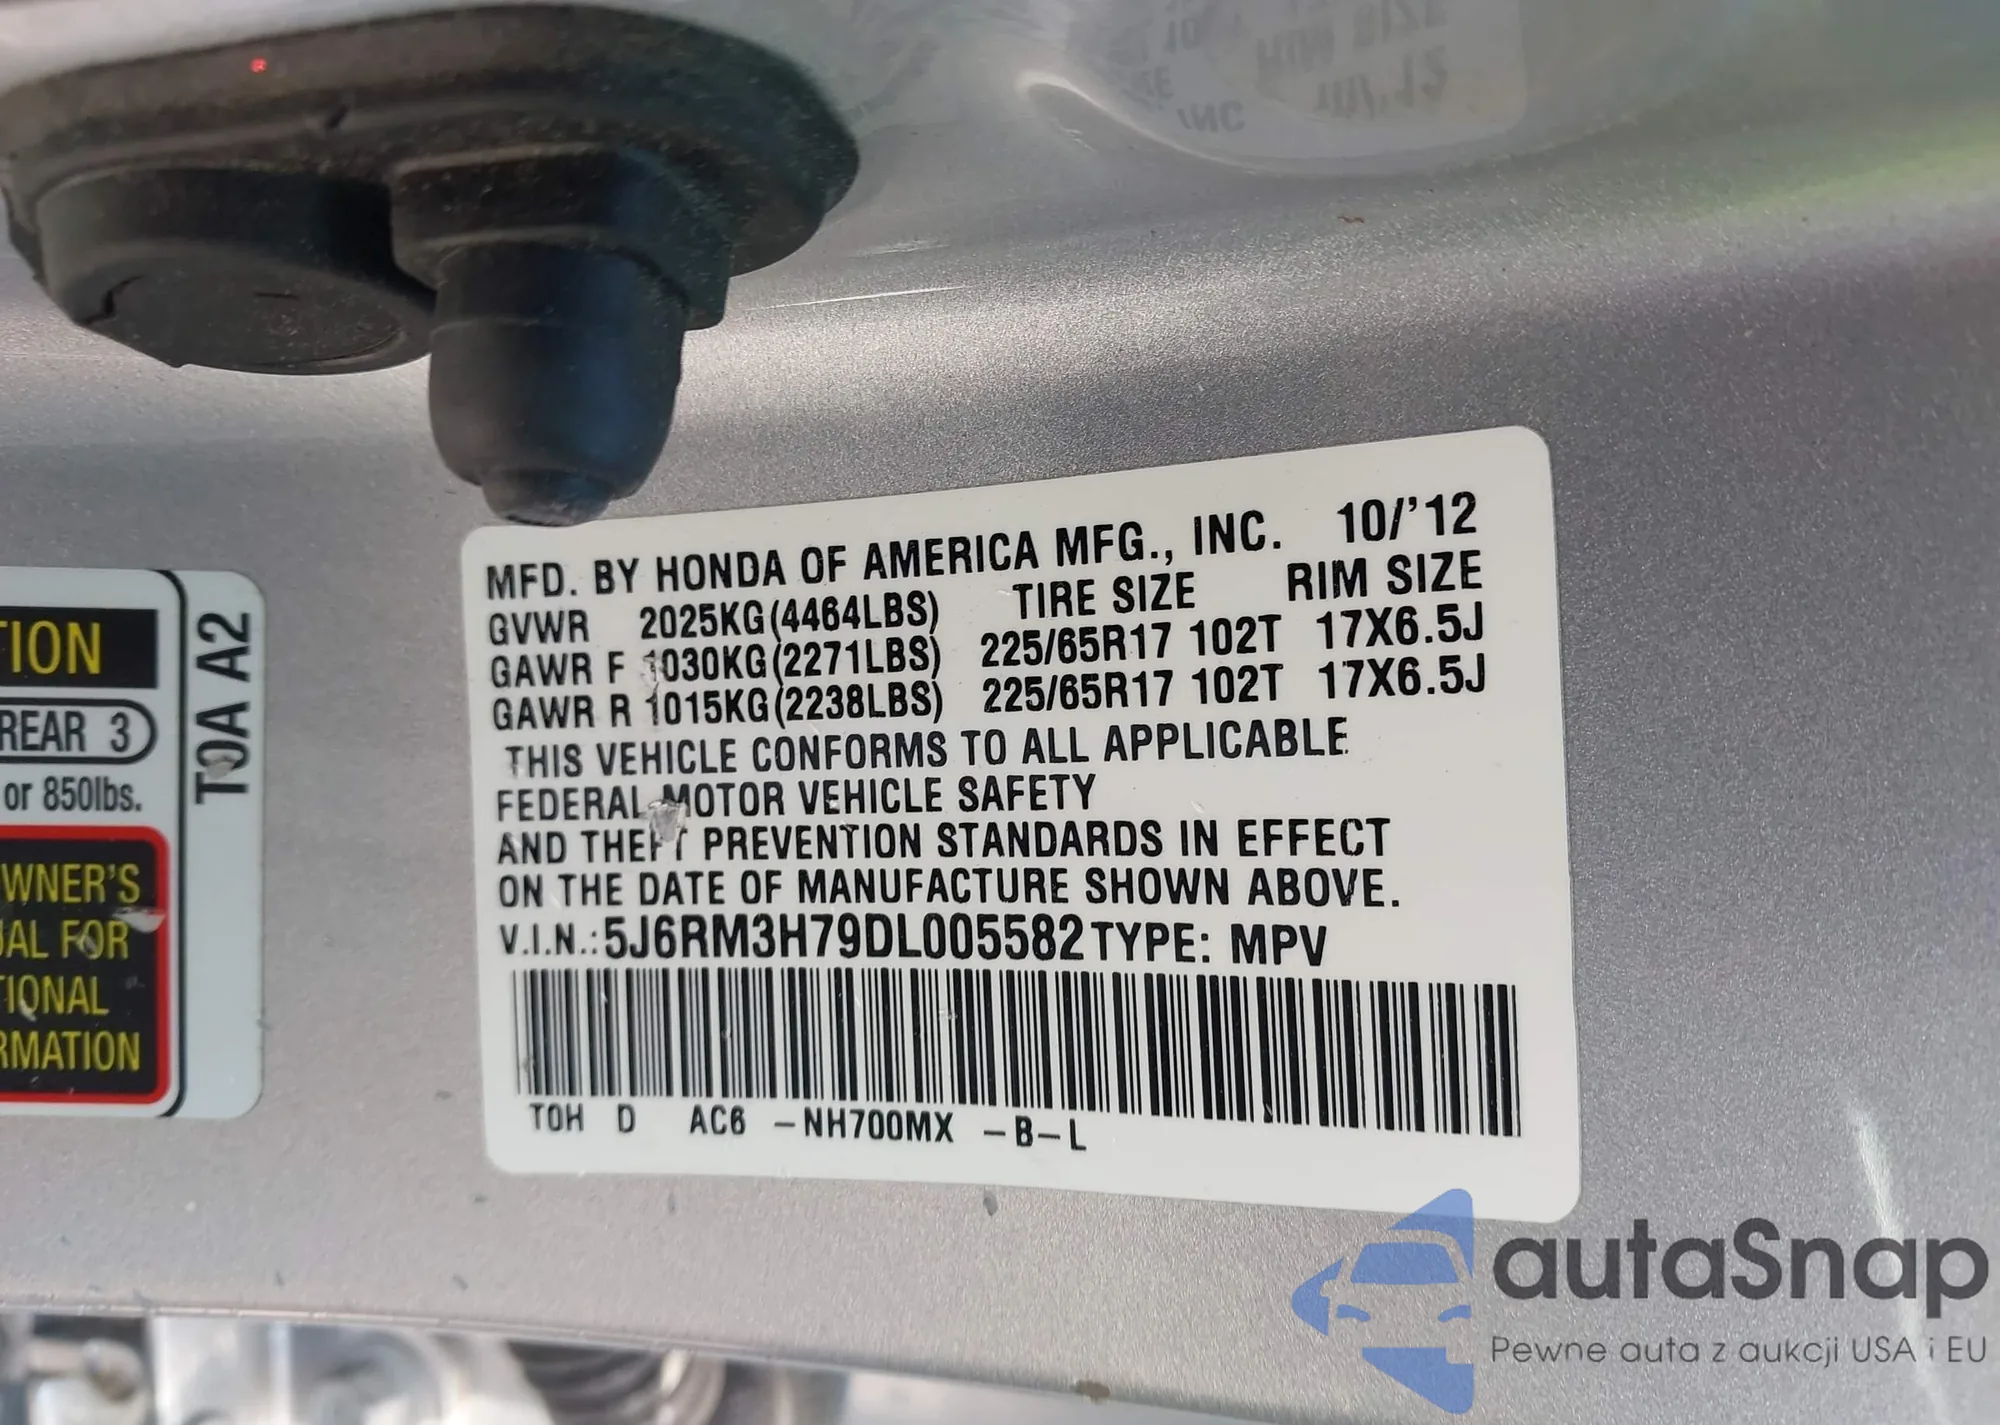 MFD. BY HONDA OF AMERICA MFG., INC. 10/'12
GVWR 2025KG(4464LBS) TIRE SIZE RIM SIZE
GAWR F 1030KG(2271LBS) 225/65R17 102T 17X6.5J
GAWR R 1015KG(2238LBS) 225/65R17 102T 17X6.5J
THIS VEHICLE CONFORMS TO ALL APPLICABLE
FEDERAL MOTOR VEHICLE SAFETY
AND THEFT PREVENTION STANDARDS IN EFFECT
ON THE DATE OF MANUFACTURE SHOWN ABOVE.
V.I.N.: 5J6RM3H79DL005582 TYPE: MPV
TOH D AC6 -NH700MX -B-L
TION
REAR 3
or 850lbs.
WNER'S
UAL FOR
TIONAL
RMATION
T0A A2
autaSnap
Pewne auta z aukcji USA i EU